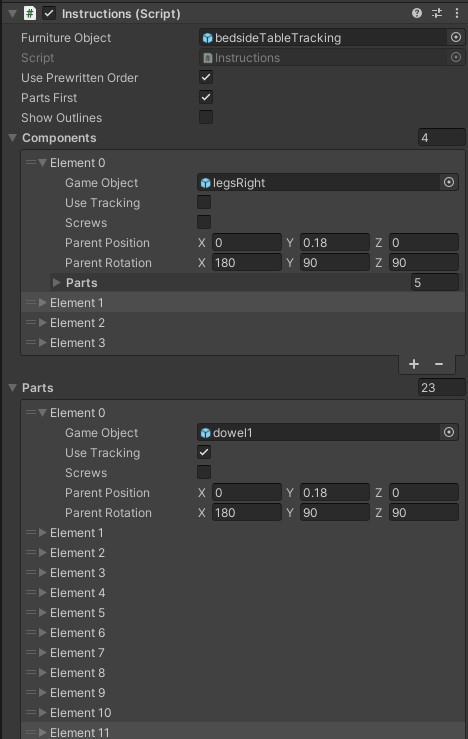 Instructions (Script)
Furniture Object bedsideTableTracking
Script Instructions
Use Prewritten Order
Parts First
Show Outlines
Components 4
Element 0
Game Object legsRight
Use Tracking
Screws
Parent Position X 0 Y 0.18 Z 0
Parent Rotation X 180 Y 90 Z 90
Parts 5
Element 1
Element 2
Element 3
Parts 23
Element 0
Game Object dowel1
Use Tracking
Screws
Parent Position X 0 Y 0.18 Z 0
Parent Rotation X 180 Y 90 Z 90
Element 1
Element 2
Element 3
Element 4
Element 5
Element 6
Element 7
Element 8
Element 9
Element 10
Element 11